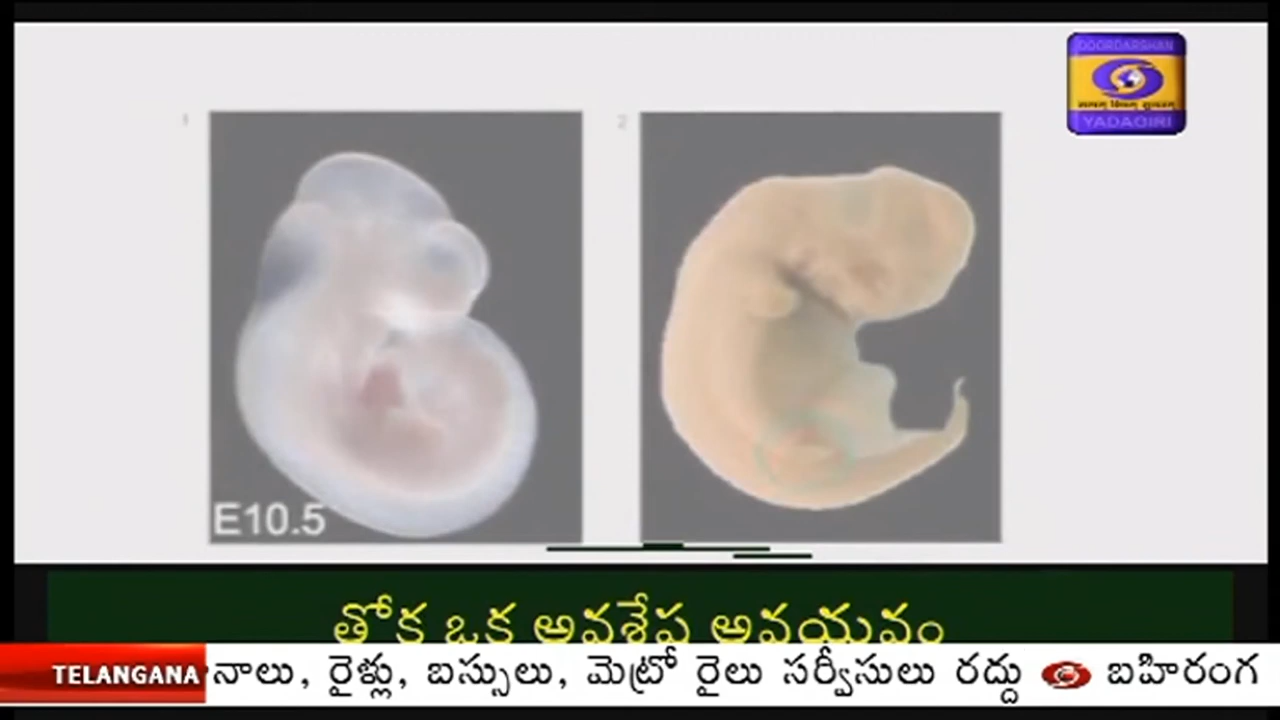 DOORDARSHAN
YADAGIRI
1
2
E10.5
తోక ఒక అవశేష అవయవం
TELANGANA
నాలు, రైళ్లు, బస్సులు, మెట్రో రైలు సర్వీసులు రద్దు బహిరంగ